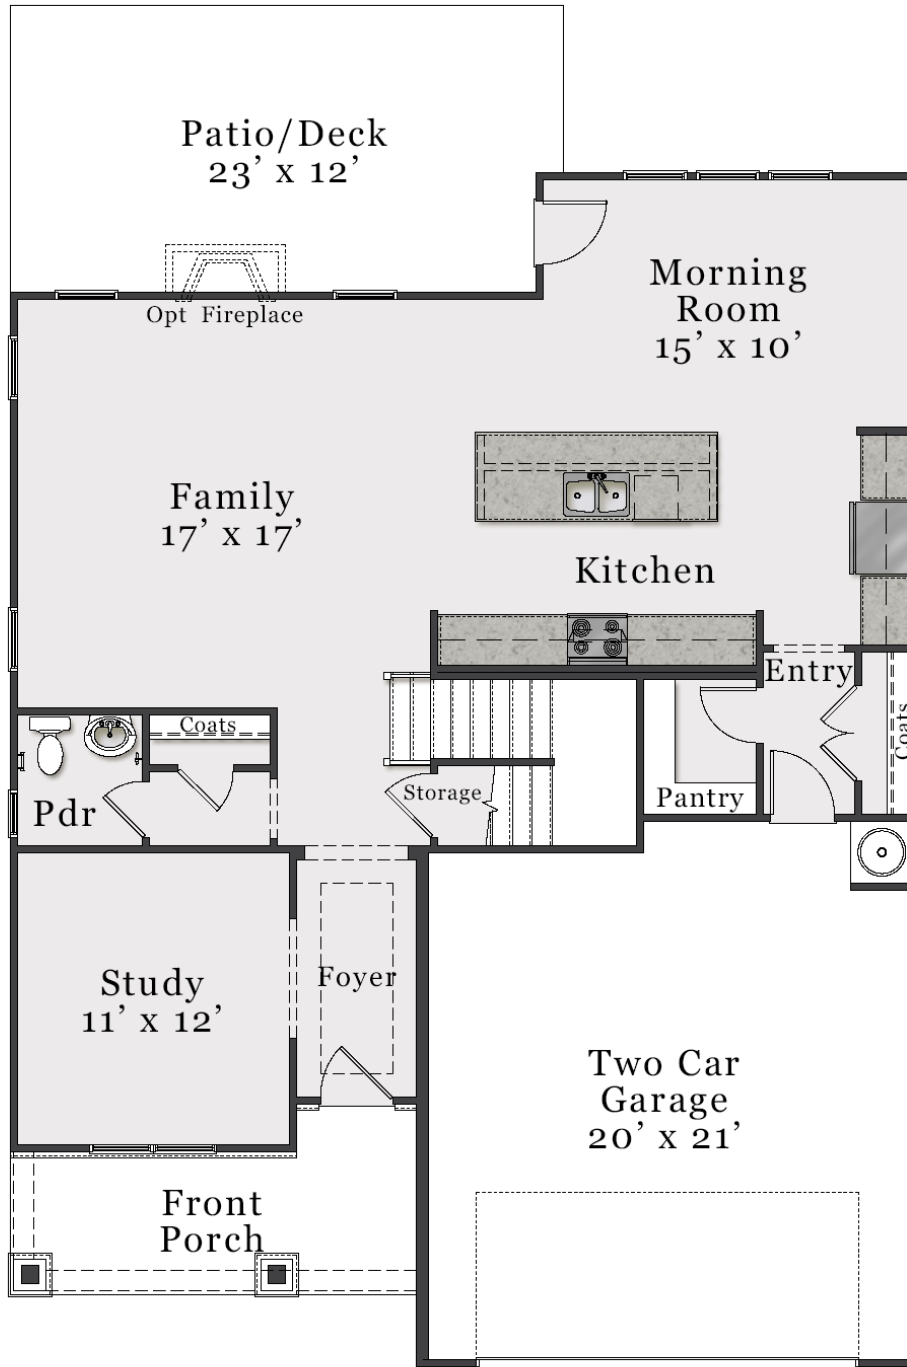 Patio/Deck
23’ x 12’
Opt Fireplace
Morning
Room
15’ x 10’
Family
17’ x 17’
Kitchen
Entry
Coats
Coats
Storage
Pantry
Pdr
Study
11’ x 12’
Foyer
Two Car
Garage
20’ x 21’
Front
Porch